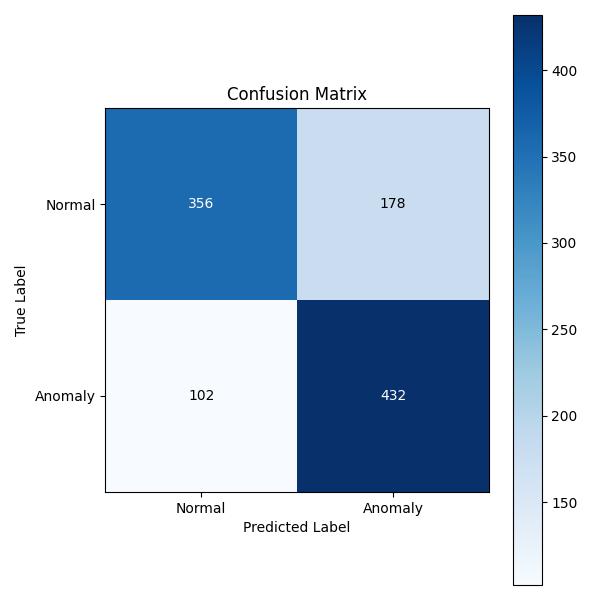 Confusion Matrix
True Label
Normal
356
178
Anomaly
102
432
Normal
Anomaly
Predicted Label
400
350
300
250
200
150